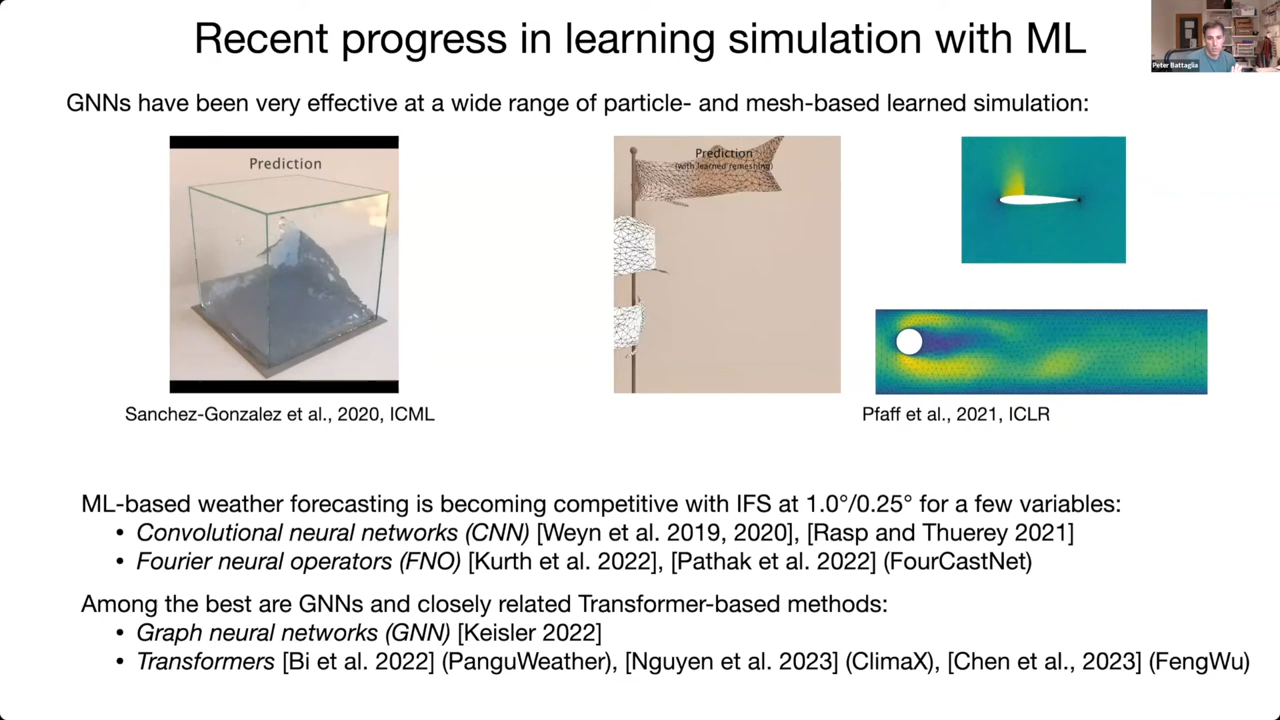 Recent progress in learning simulation with ML
Peter Battaglia
GNNs have been very effective at a wide range of particle- and mesh-based learned simulation:
Prediction
Prediction
(with learned remeshing)
Sanchez-Gonzalez et al., 2020, ICML
Pfaff et al., 2021, ICLR
ML-based weather forecasting is becoming competitive with IFS at 1.0°/0.25° for a few variables:
• Convolutional neural networks (CNN) [Weyn et al. 2019, 2020], [Rasp and Thuerey 2021]
• Fourier neural operators (FNO) [Kurth et al. 2022], [Pathak et al. 2022] (FourCastNet)
Among the best are GNNs and closely related Transformer-based methods:
• Graph neural networks (GNN) [Keisler 2022]
• Transformers [Bi et al. 2022] (PanguWeather), [Nguyen et al. 2023] (ClimaX), [Chen et al., 2023] (FengWu)